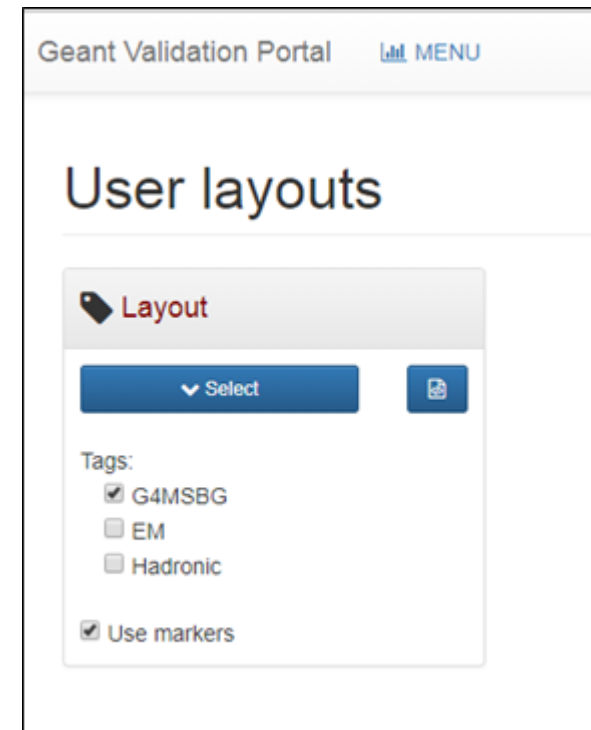 Geant Validation Portal MENU
User layouts
Layout
Select
Tags:
G4MSBG
EM
Hadronic
Use markers